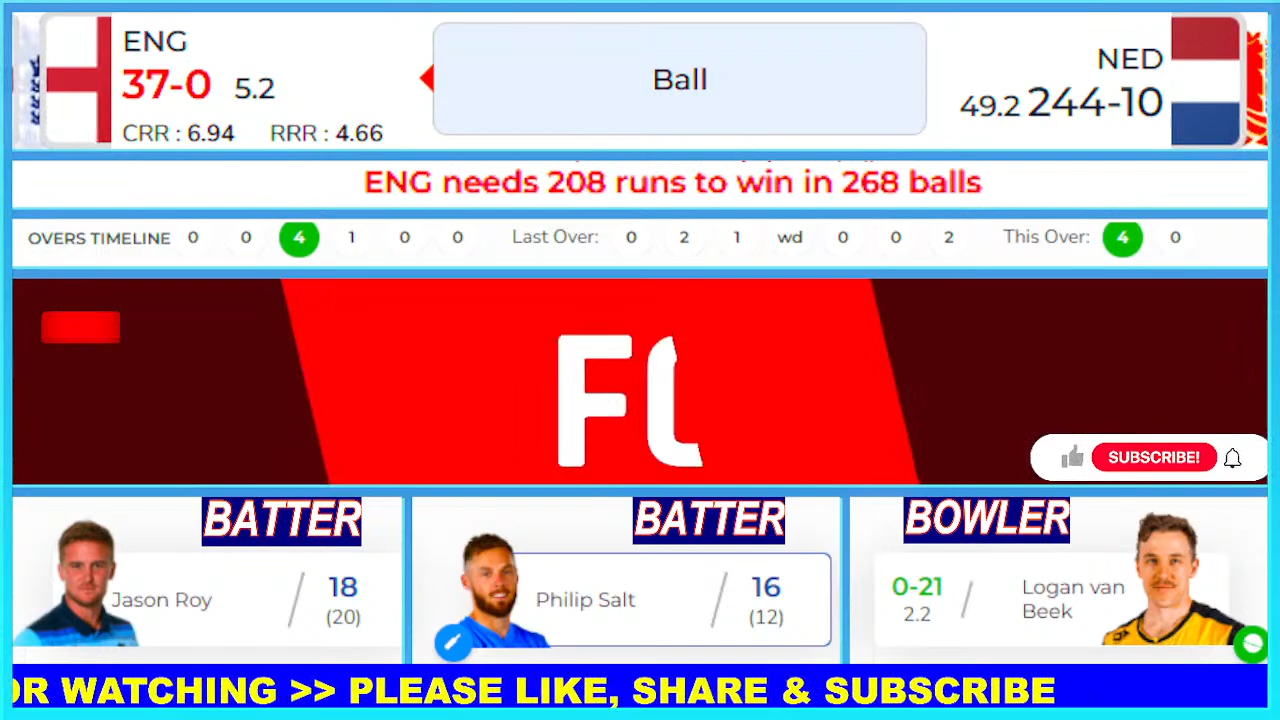 ENG
37-0 5.2
CRR : 6.94 RRR : 4.66
Ball
NED
49.2 244-10
ENG needs 208 runs to win in 268 balls
OVERS TIMELINE 0 0 4 1 0 0 Last Over: 0 2 1 wd 0 0 2 This Over: 4 0
SUBSCRIBE!
BATTER
Jason Roy
18
(20)
BATTER
Philip Salt
16
(12)
BOWLER
0-21
2.2
Logan van
Beek
OR WATCHING >> PLEASE LIKE, SHARE & SUBSCRIBE